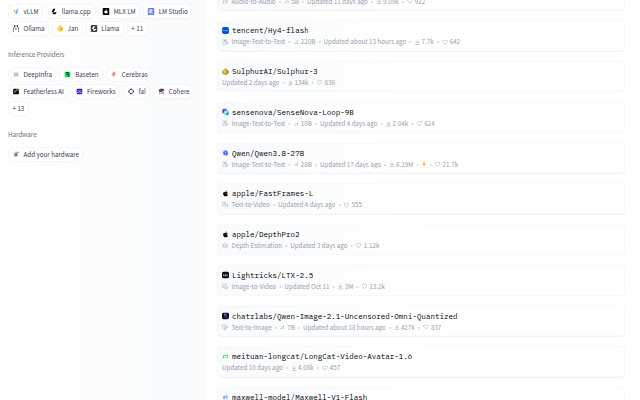 vLLM llama.cpp MLX LM LM Studio
Ollama Jan Llama + 11
Inference Providers
DeepInfra Baseten Cerebras
Featherless AI Fireworks fal Cohere
+ 13
Hardware
Add your hardware
tencent/Hy4-flash
Image-Text-to-Text • 320B • Updated about 13 hours ago • 7.7k • 642
SulphurAI/Sulphur-3
Updated 2 days ago • 134k • 836
sensenova/SenseNova-Loop-9B
Image-Text-to-Text • 10B • Updated 4 days ago • 2.04k • 624
Qwen/Qwen3.8-27B
Image-Text-to-Text • 28B • Updated 17 days ago • 6.19M • 21.7k
apple/FastFrames-L
Text-to-Video • Updated 4 days ago • 555
apple/DepthPro2
Depth Estimation • Updated 3 days ago • 1.12k
Lightricks/LTX-2.5
Image-to-Video • Updated Oct 11 • 3M • 13.2k
chatzlabs/Qwen-Image-2.1-Uncensored-Omni-Quantized
Text-to-Image • 7B • Updated about 18 hours ago • 427k • 837
meituan-longcat/LongCat-Video-Avatar-1.6
Updated 10 days ago • 4.08k • 457
maxwell-model/Maxwell-V1-Flash